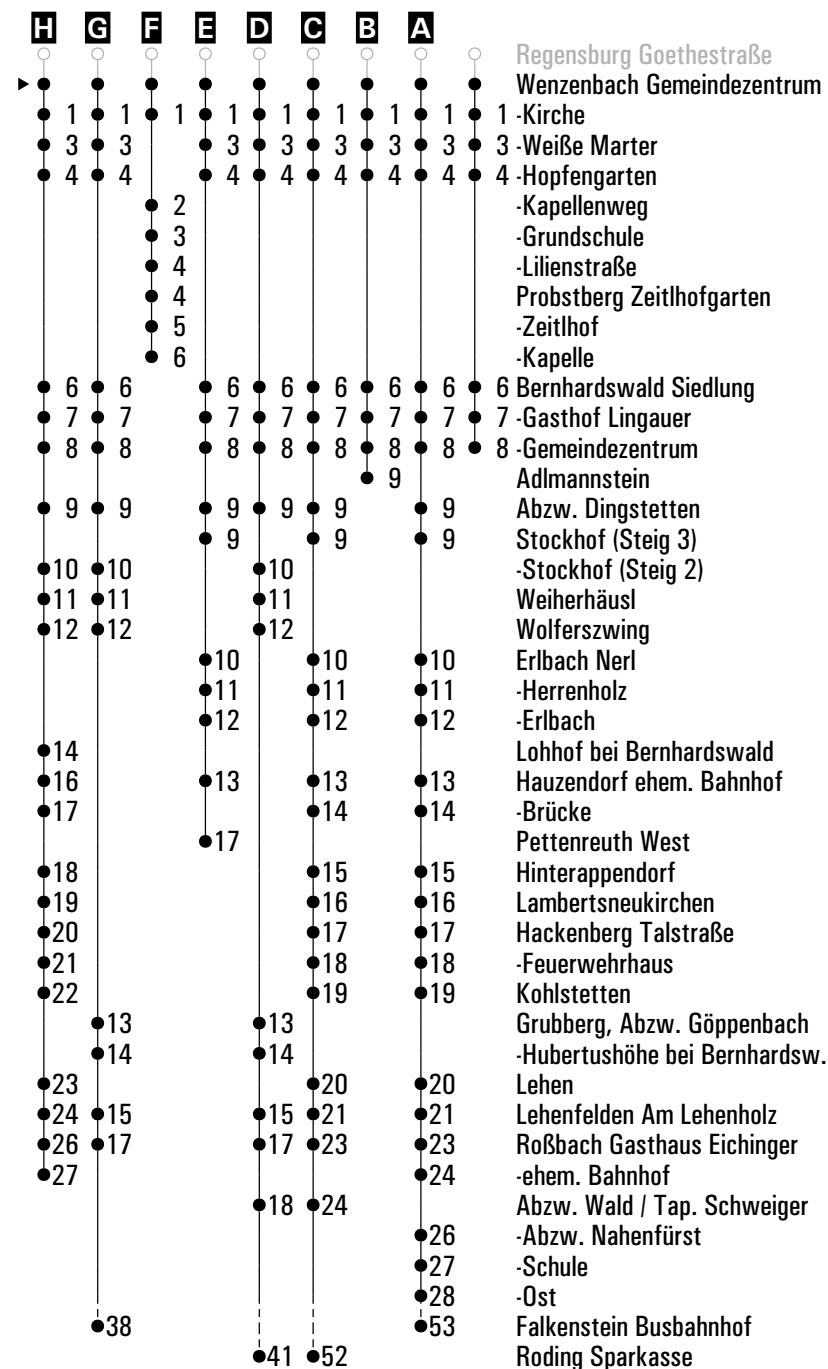 H G F E D C B A
Regensburg Goethestraße
Wenzenbach Gemeindezentrum
1 1 1 1 1 1 1 1 1 -Kirche
3 3 3 3 3 3 3 3 -Weiße Marter
4 4 4 4 4 4 4 4 -Hopfengarten
2 -Kapellenweg
3 -Grundschule
4 -Lilienstraße
4 Probstberg Zeitlhofgarten
5 -Zeitlhof
6 -Kapelle
6 6 6 6 6 6 6 6 Bernhardswald Siedlung
7 7 7 7 7 7 7 7 -Gasthof Lingauer
8 8 8 8 8 8 8 8 -Gemeindezentrum
9 Adlmannstein
9 9 9 9 9 9 Abzw. Dingstetten
9 9 9 Stockhof (Steig 3)
10 10 10 -Stockhof (Steig 2)
11 11 11 Weiherhäusl
12 12 12 Wolferszwing
10 10 10 Erlbach Nerl
11 11 11 -Herrenholz
12 12 12 -Erlbach
14 Lohhof bei Bernhardswald
16 13 13 13 Hauzendorf ehem. Bahnhof
17 14 14 -Brücke
17 Pettenreuth West
18 15 15 Hinterappendorf
19 16 16 Lambertsneukirchen
20 17 17 Hackenberg Talstraße
21 18 18 -Feuerwehrhaus
22 19 19 Kohlstetten
13 13 Grubberg, Abzw. Göppenbach
14 14 -Hubertushöhe bei Bernhardsw.
23 20 20 Lehen
24 15 15 21 21 Lehenfelden Am Lehenholz
26 17 17 23 23 Roßbach Gasthaus Eichinger
27 24 -ehem. Bahnhof
18 24 Abzw. Wald / Tap. Schweiger
26 -Abzw. Nahenfürst
27 -Schule
28 -Ost
38 53 Falkenstein Busbahnhof
41 52 Roding Sparkasse